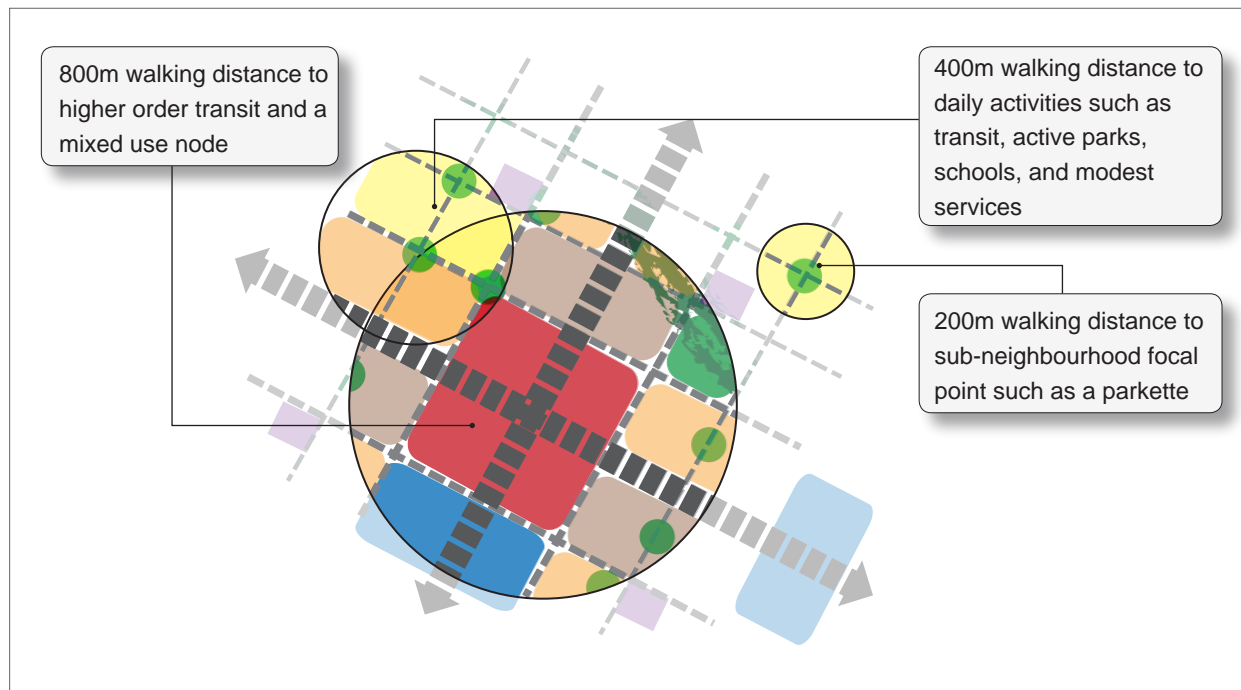 800m walking distance to
higher order transit and a
mixed use node
400m walking distance to
daily activities such as
transit, active parks,
schools, and modest
services
200m walking distance to
sub-neighbourhood focal
point such as a parkette